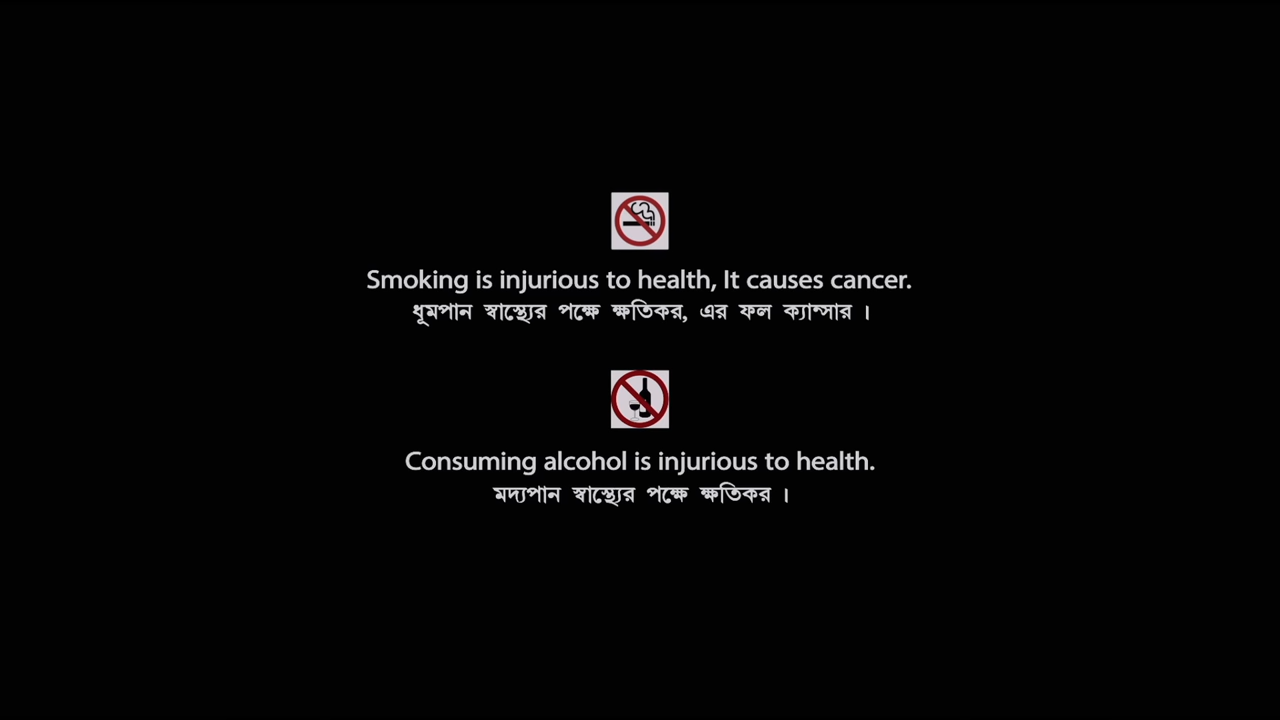 Smoking is injurious to health, It causes cancer.
ধূমপান স্বাস্থ্যের পক্ষে ক্ষতিকর, এর ফল ক্যান্সার ।
Consuming alcohol is injurious to health.
মদ্যপান স্বাস্থ্যের পক্ষে ক্ষতিকর ।